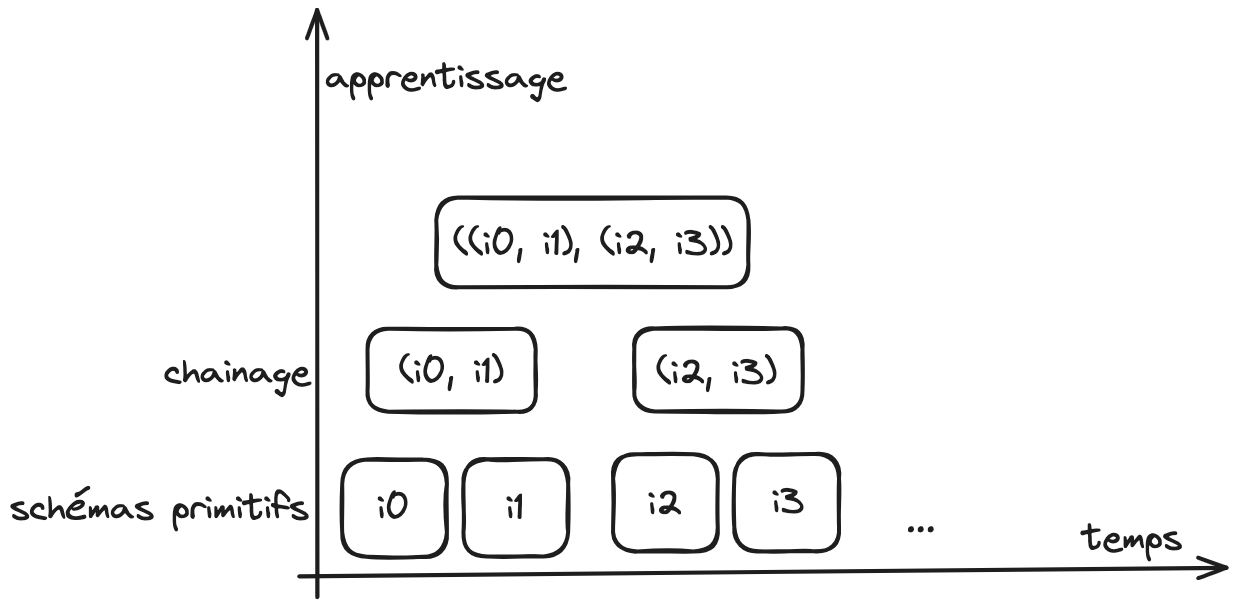 apprentissage
((i0, i1), (i2, i3))
chainage
(i0, i1)
(i2, i3)
schémas primitifs
i0
i1
i2
i3
...
temps